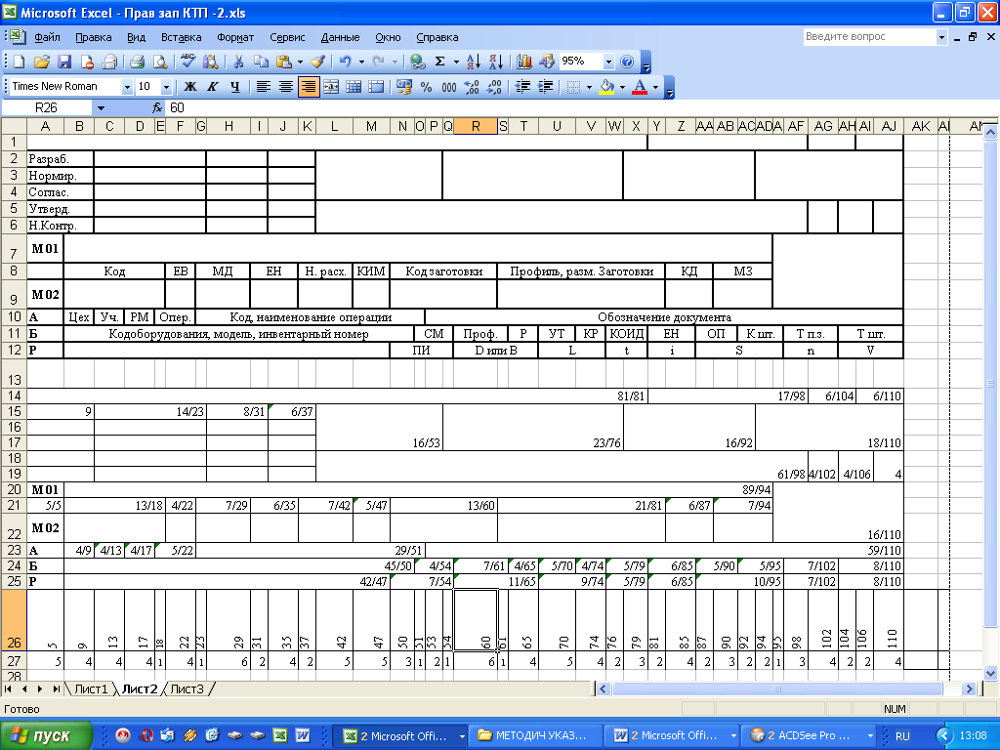 Microsoft Excel - Прав зап КТП -2.xls
Файл Правка Вид Вставка Формат Сервис Данные Окно Справка Введите вопрос
95%
Times New Roman 10 Ж К Ч % 000
R26 fx 60
A B C D E F G H I J K L M N O P Q R S T U V W X Y Z AA AB AC AD A AF AG AH AI AJ AK AI AN
1
2 Разраб.
3 Нормир.
4 Соглас.
5 Утверд.
6 Н.Контр.
7 М 01
8 Код ЕВ МД ЕН Н. расх. КИМ Код заготовки Профиль, разм. Заготовки КД МЗ
9 М 02
10 А Цех Уч. РМ Опер. Код, наименование операции Обозначение документа
11 Б Кодоборудования, модель, инвентарный номер СМ Проф. Р УТ КР КОИД ЕН ОП К шт. Т п.з. Т шт.
12 Р ПИ D или B L t i S n V
13
14 81/81 17/98 6/104 6/110
15 9 14/23 8/31 6/37
16
17 16/53 23/76 16/92 18/110
18
19 61/98 4/102 4/106 4
20 М 01 89/94
21 5/5 13/18 4/22 7/29 6/35 7/42 5/47 13/60 21/81 6/87 7/94
22 М 02 16/110
23 А 4/9 4/13 4/17 5/22 29/51 59/110
24 Б 45/50 4/54 7/61 4/65 5/70 4/74 5/79 6/85 5/90 5/95 7/102 8/110
25 Р 42/47 7/54 11/65 9/74 5/79 6/85 10/95 7/102 8/110
26 5 9 13 17 18 22 23 29 31 35 37 42 47 50 51 53 54 60 61 65 70 74 76 79 81 85 87 90 92 94 95 98 102 104 106 110
27 5 4 4 4 1 4 1 6 2 4 2 5 5 3 1 2 1 6 1 4 5 4 2 3 2 4 2 3 2 2 1 3 4 2 2 4
28
Лист1 Лист2 Лист3
Готово NUM
пуск 2 Microsoft Offi... МЕТОДИЧ УКАЗ... 2 Microsoft Offi... 2 ACDSee Pro ... RU 13:08